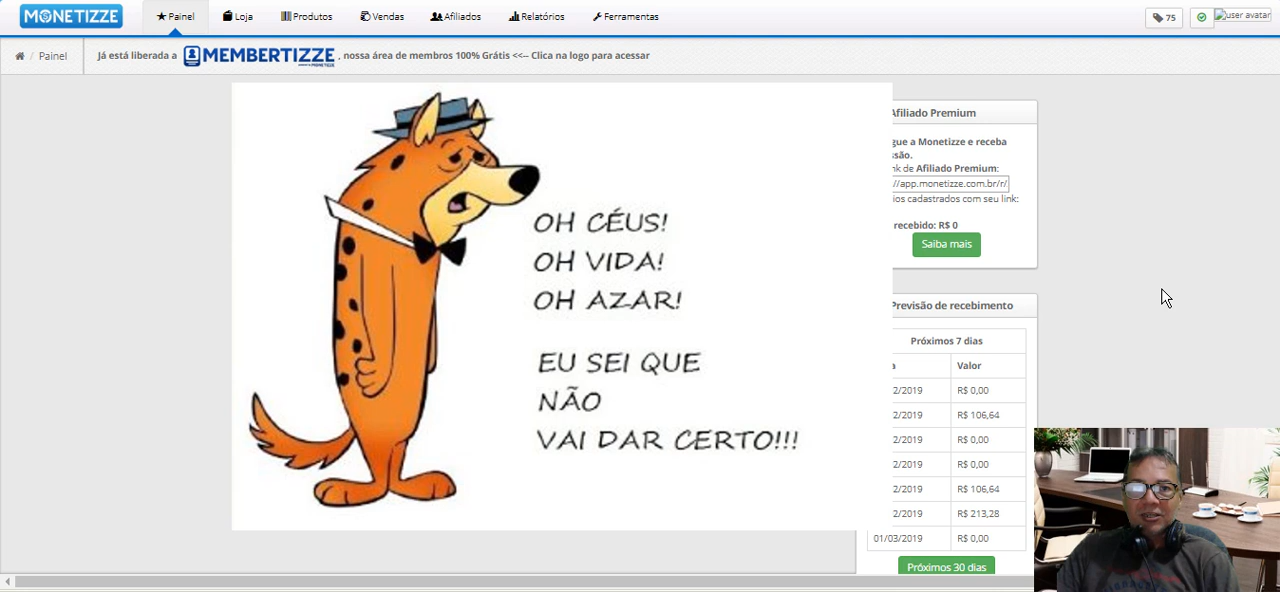 MONETIZZE
Painel
Loja
Produtos
Vendas
Afiliados
Relatórios
Ferramentas
75
user avatar
/ Painel
Já está liberada a MEMBERTIZZE , nossa área de membros 100% Grátis <<-- Clica na logo para acessar
OH CÉUS!
OH VIDA!
OH AZAR!
EU SEI QUE
NÃO
VAI DAR CERTO!!!
Afiliado Premium
gue a Monetizze e receba
ssão.
nk de Afiliado Premium:
//app.monetizze.com.br/r/
ios cadastrados com seu link:
recebido: R$ 0
Saiba mais
Previsão de recebimento
Próximos 7 dias
a Valor
2/2019 R$ 0,00
2/2019 R$ 106,64
2/2019 R$ 0,00
2/2019 R$ 0,00
2/2019 R$ 106,64
2/2019 R$ 213,28
01/03/2019 R$ 0,00
Próximos 30 dias